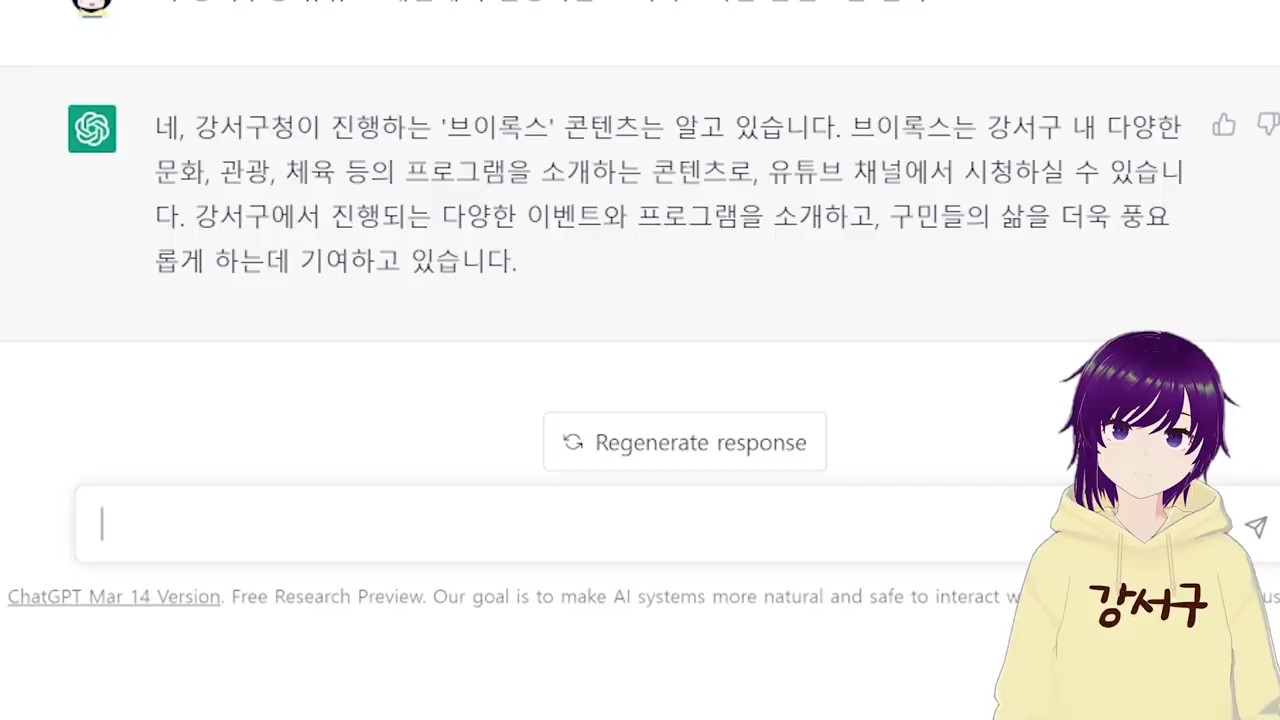 네, 강서구청이 진행하는 '브이록스' 콘텐츠는 알고 있습니다. 브이록스는 강서구 내 다양한
문화, 관광, 체육 등의 프로그램을 소개하는 콘텐츠로, 유튜브 채널에서 시청하실 수 있습니
다. 강서구에서 진행되는 다양한 이벤트와 프로그램을 소개하고, 구민들의 삶을 더욱 풍요
롭게 하는데 기여하고 있습니다.
Regenerate response
ChatGPT Mar 14 Version. Free Research Preview. Our goal is to make AI systems more natural and safe to interact
강서구